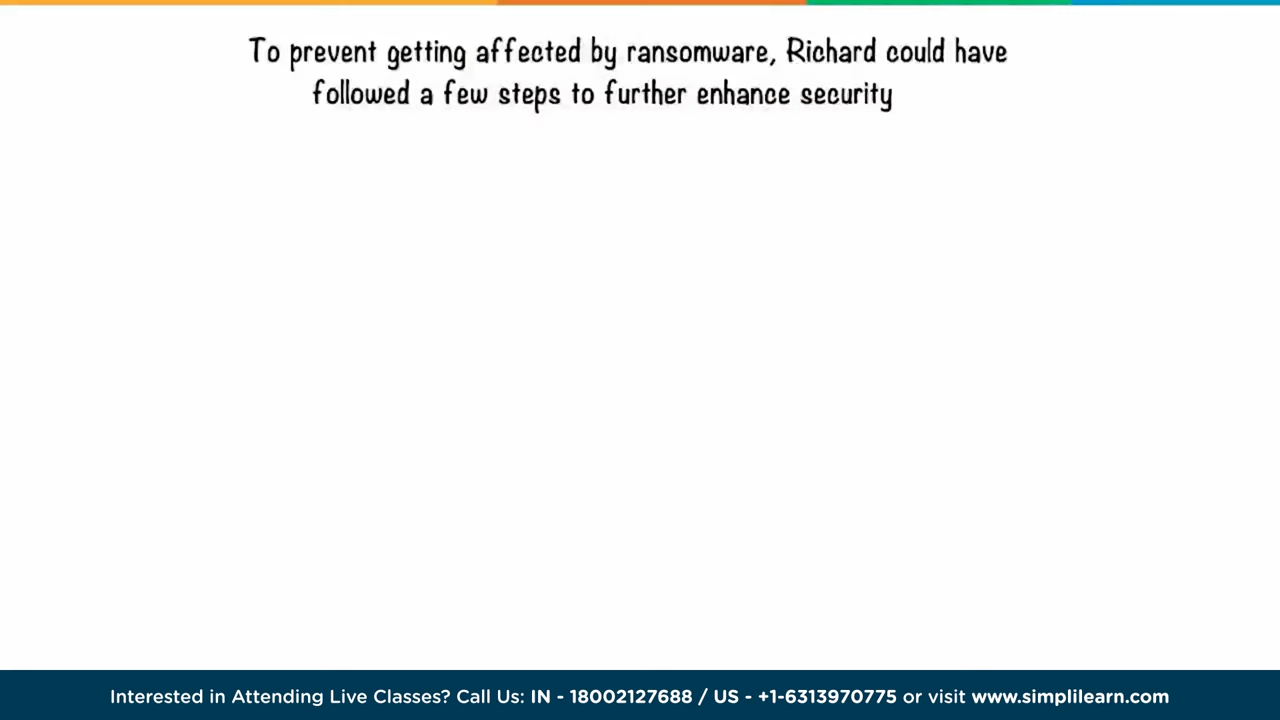 To prevent getting affected by ransomware, Richard could have
followed a few steps to further enhance security
Interested in Attending Live Classes? Call Us: IN - 18002127688 / US - +1-6313970775 or visit www.simplilearn.com